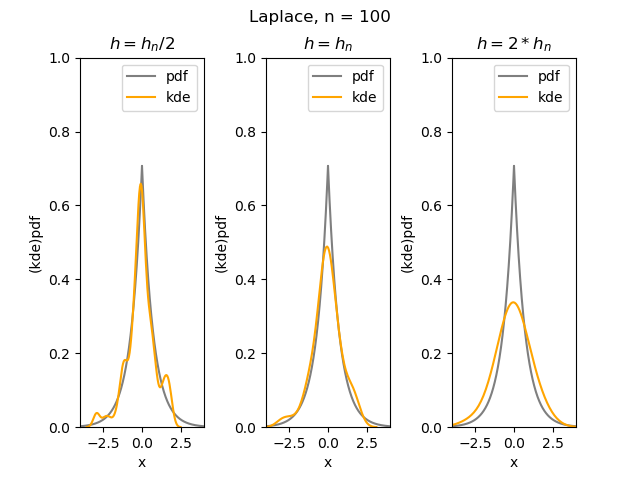 Laplace, n = 100
h = hₙ/2
h = hₙ
h = 2 * hₙ
pdf
kde
pdf
kde
pdf
kde
(kde)pdf
(kde)pdf
(kde)pdf
1.0
0.8
0.6
0.4
0.2
0.0
1.0
0.8
0.6
0.4
0.2
0.0
1.0
0.8
0.6
0.4
0.2
0.0
−2.5 0.0 2.5
−2.5 0.0 2.5
−2.5 0.0 2.5
x
x
x